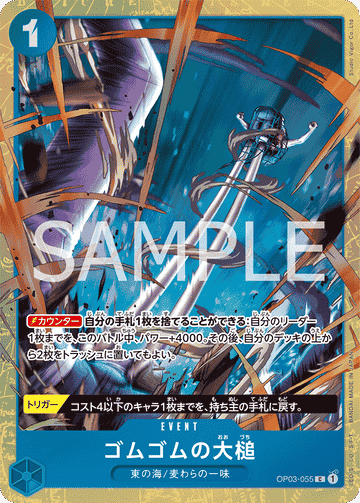 1
SAMPLE
カウンター 自分の手札1枚を捨てることができる:自分のリーダー
1枚までを、このバトル中、パワー+4000。その後、自分のデッキの上か
ら2枚をトラッシュに置いてもよい。
トリガー コスト4以下のキャラ1枚までを、持ち主の手札に戻す。
EVENT
ゴムゴムの大槌
東の海/麦わらの一味
OP03-055 C 1